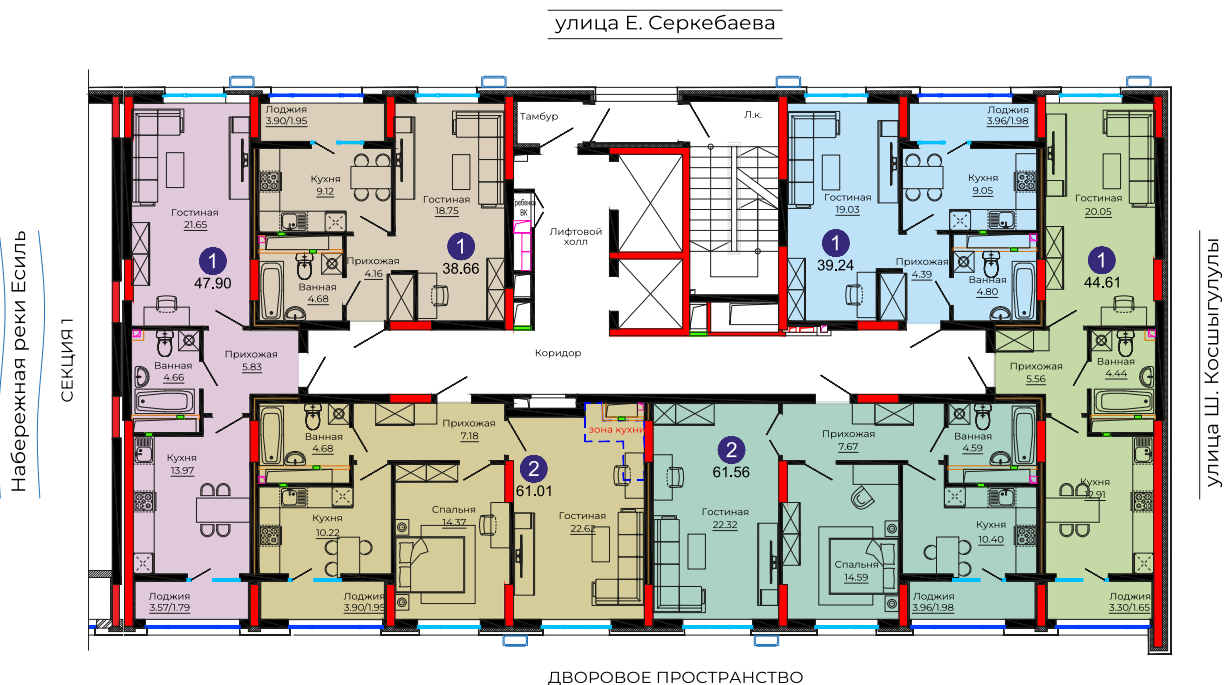 улица Е. Серкебаева
Набережная реки Есиль
СЕКЦИЯ 1
Лоджия
3.90/1.95
Тамбур
Л.к.
Лоджия
3.96/1.98
Кухня
9.12
Гостиная
18.75
Гостиная
21.65
1
47.90
1
38.66
Прихожая
4.16
Ванная
4.68
гребенка
ВК
Лифтовой
холл
Гостиная
19.03
Кухня
9.05
Гостиная
20.05
1
39.24
Прихожая
4.39
Ванная
4.80
1
44.61
Коридор
Ванная
4.66
Прихожая
5.83
Прихожая
5.56
Ванная
4.44
Кухня
13.97
Ванная
4.68
Прихожая
7.18
зона кухни
2
61.01
2
61.56
Прихожая
7.67
Ванная
4.59
Кухня
10.22
Спальня
14.37
Гостиная
22.62
Гостиная
22.32
Спальня
14.59
Кухня
10.40
Кухня
12.91
Лоджия
3.57/1.79
Лоджия
3.90/1.95
Лоджия
3.96/1.98
Лоджия
3.30/1.65
улица Ш. Косшыгулулы
ДВОРОВОЕ ПРОСТРАНСТВО